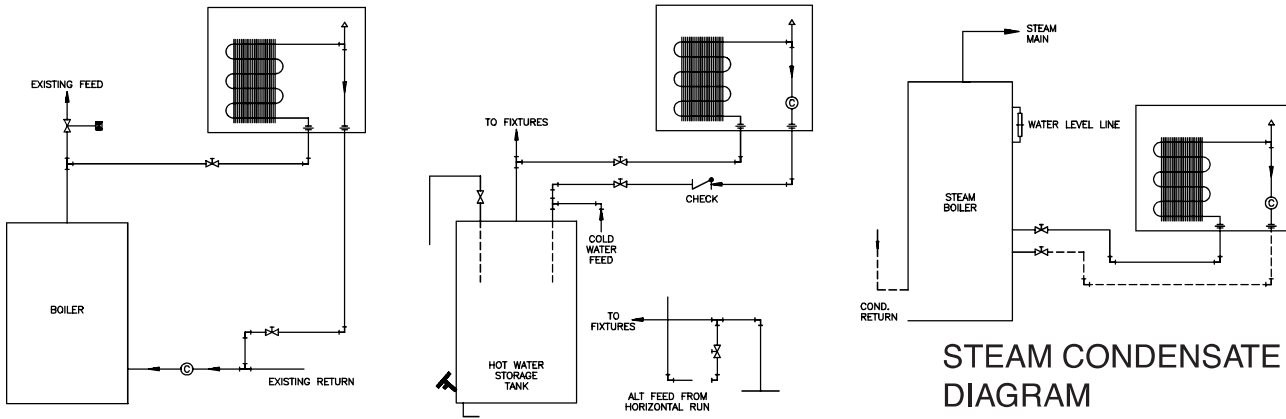 EXISTING FEED
BOILER
C
EXISTING RETURN
TO FIXTURES
C
CHECK
COLD
WATER
FEED
HOT WATER
STORAGE
TANK
TO
FIXTURES
ALT FEED FROM
HORIZONTAL RUN
STEAM
MAIN
WATER LEVEL LINE
STEAM
BOILER
C
COND.
RETURN
STEAM CONDENSATE
DIAGRAM